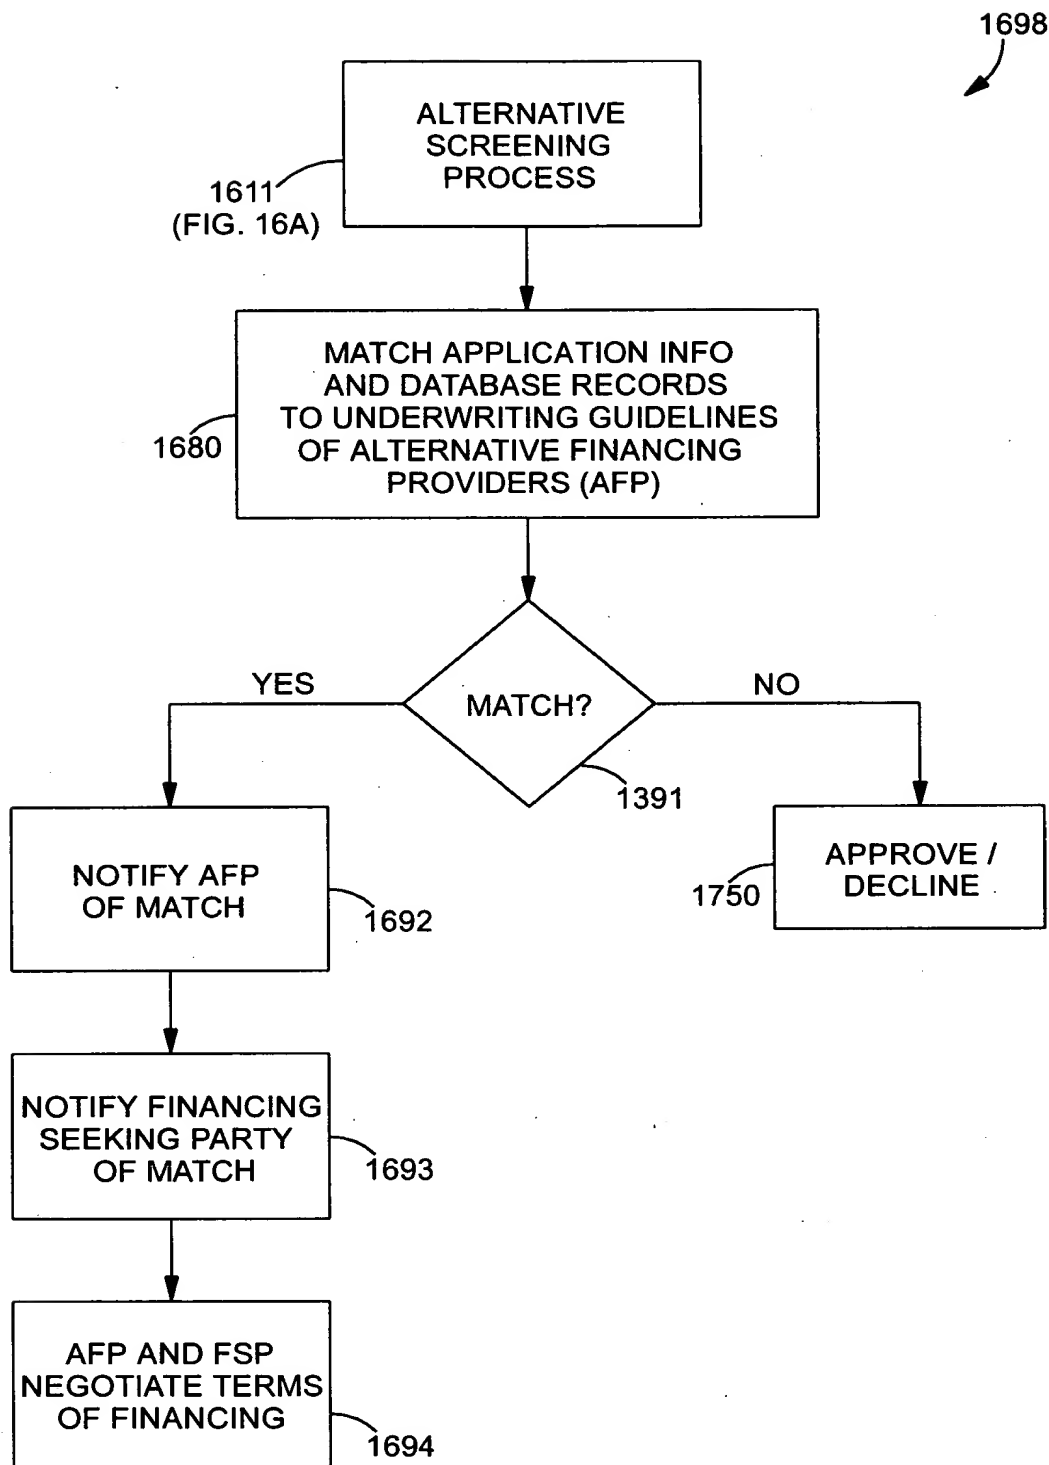 1698
ALTERNATIVE
SCREENING
PROCESS
1611
(FIG. 16A)
MATCH APPLICATION INFO
AND DATABASE RECORDS
TO UNDERWRITING GUIDELINES
OF ALTERNATIVE FINANCING
PROVIDERS (AFP)
1680
YES
MATCH?
NO
1391
NOTIFY AFP
OF MATCH
1692
APPROVE /
DECLINE
1750
NOTIFY FINANCING
SEEKING PARTY
OF MATCH
1693
AFP AND FSP
NEGOTIATE TERMS
OF FINANCING
1694